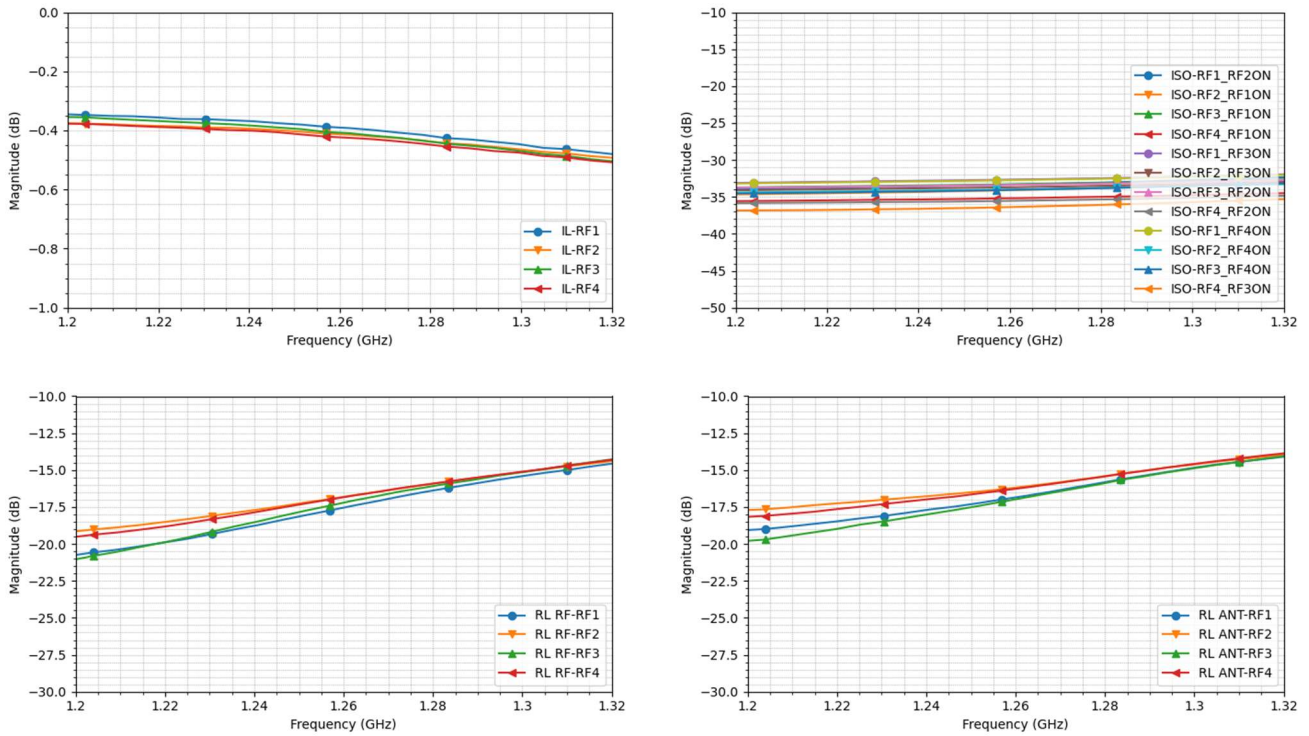 0.0
−0.2
−0.4
−0.6
−0.8
−1.0
Magnitude (dB)
IL-RF1
IL-RF2
IL-RF3
IL-RF4
1.2 1.22 1.24 1.26 1.28 1.3 1.32
Frequency (GHz)
−10
−15
−20
−25
−30
−35
−40
−45
−50
Magnitude (dB)
ISO-RF1_RF2ON
ISO-RF2_RF1ON
ISO-RF3_RF1ON
ISO-RF4_RF1ON
ISO-RF1_RF3ON
ISO-RF2_RF3ON
ISO-RF3_RF2ON
ISO-RF4_RF2ON
ISO-RF1_RF4ON
ISO-RF2_RF4ON
ISO-RF3_RF4ON
ISO-RF4_RF3ON
1.2 1.22 1.24 1.26 1.28 1.3 1.32
Frequency (GHz)
−10.0
−12.5
−15.0
−17.5
−20.0
−22.5
−25.0
−27.5
−30.0
Magnitude (dB)
RL RF-RF1
RL RF-RF2
RL RF-RF3
RL RF-RF4
1.2 1.22 1.24 1.26 1.28 1.3 1.32
Frequency (GHz)
−10.0
−12.5
−15.0
−17.5
−20.0
−22.5
−25.0
−27.5
−30.0
Magnitude (dB)
RL ANT-RF1
RL ANT-RF2
RL ANT-RF3
RL ANT-RF4
1.2 1.22 1.24 1.26 1.28 1.3 1.32
Frequency (GHz)